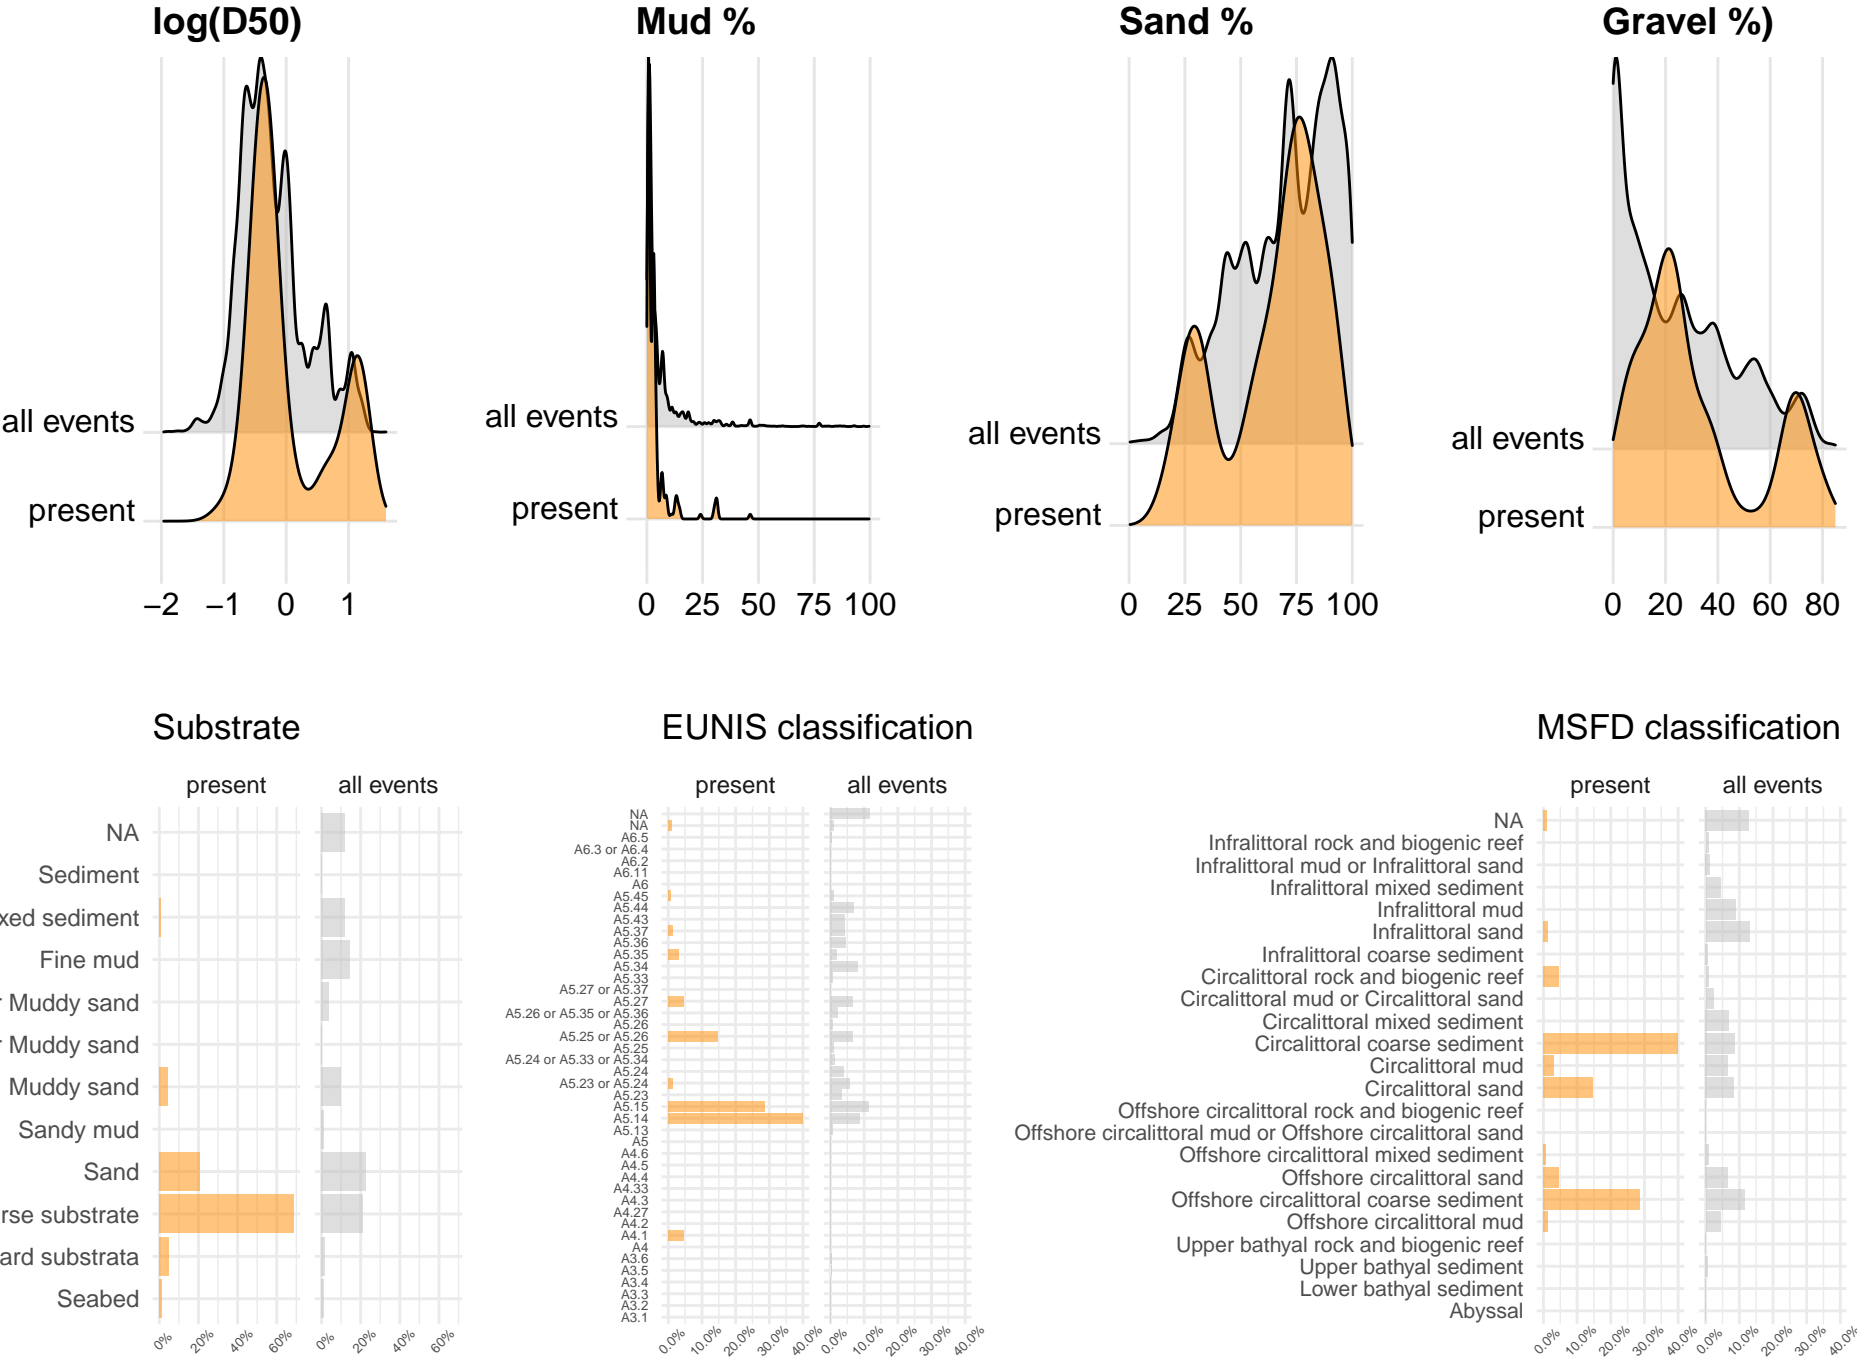 log(D50)
Mud %
Sand %
Gravel %)
all events
present
−2 −1 0 1
all events
present
0 25 50 75 100
all events
present
0 25 50 75 100
all events
present
0 20 40 60 80
Substrate
present all events
NA
Sediment
xed sediment
Fine mud
r Muddy sand
r Muddy sand
Muddy sand
Sandy mud
Sand
rse substrate
ard substrata
Seabed
0% 20% 40% 60% 0% 20% 40% 60%
EUNIS classification
present all events
NA
NA
A6.5
A6.3 or A6.4
A6.2
A6.11
A6
A5.45
A5.44
A5.43
A5.37
A5.36
A5.35
A5.34
A5.33
A5.27 or A5.37
A5.27
A5.26 or A5.35 or A5.36
A5.26
A5.25 or A5.26
A5.25
A5.24 or A5.33 or A5.34
A5.24
A5.23 or A5.24
A5.23
A5.15
A5.14
A5.13
A5
A4.6
A4.5
A4.4
A4.33
A4.3
A4.27
A4.2
A4.1
A4
A3.6
A3.5
A3.4
A3.3
A3.2
A3.1
0.0% 10.0% 20.0% 30.0% 40.0% 0.0% 10.0% 20.0% 30.0% 40.0%
MSFD classification
present all events
NA
Infralittoral rock and biogenic reef
Infralittoral mud or Infralittoral sand
Infralittoral mixed sediment
Infralittoral mud
Infralittoral sand
Infralittoral coarse sediment
Circalittoral rock and biogenic reef
Circalittoral mud or Circalittoral sand
Circalittoral mixed sediment
Circalittoral coarse sediment
Circalittoral mud
Circalittoral sand
Offshore circalittoral rock and biogenic reef
Offshore circalittoral mud or Offshore circalittoral sand
Offshore circalittoral mixed sediment
Offshore circalittoral sand
Offshore circalittoral coarse sediment
Offshore circalittoral mud
Upper bathyal rock and biogenic reef
Upper bathyal sediment
Lower bathyal sediment
Abyssal
0.0% 10.0% 20.0% 30.0% 40.0% 0.0% 10.0% 20.0% 30.0% 40.0%